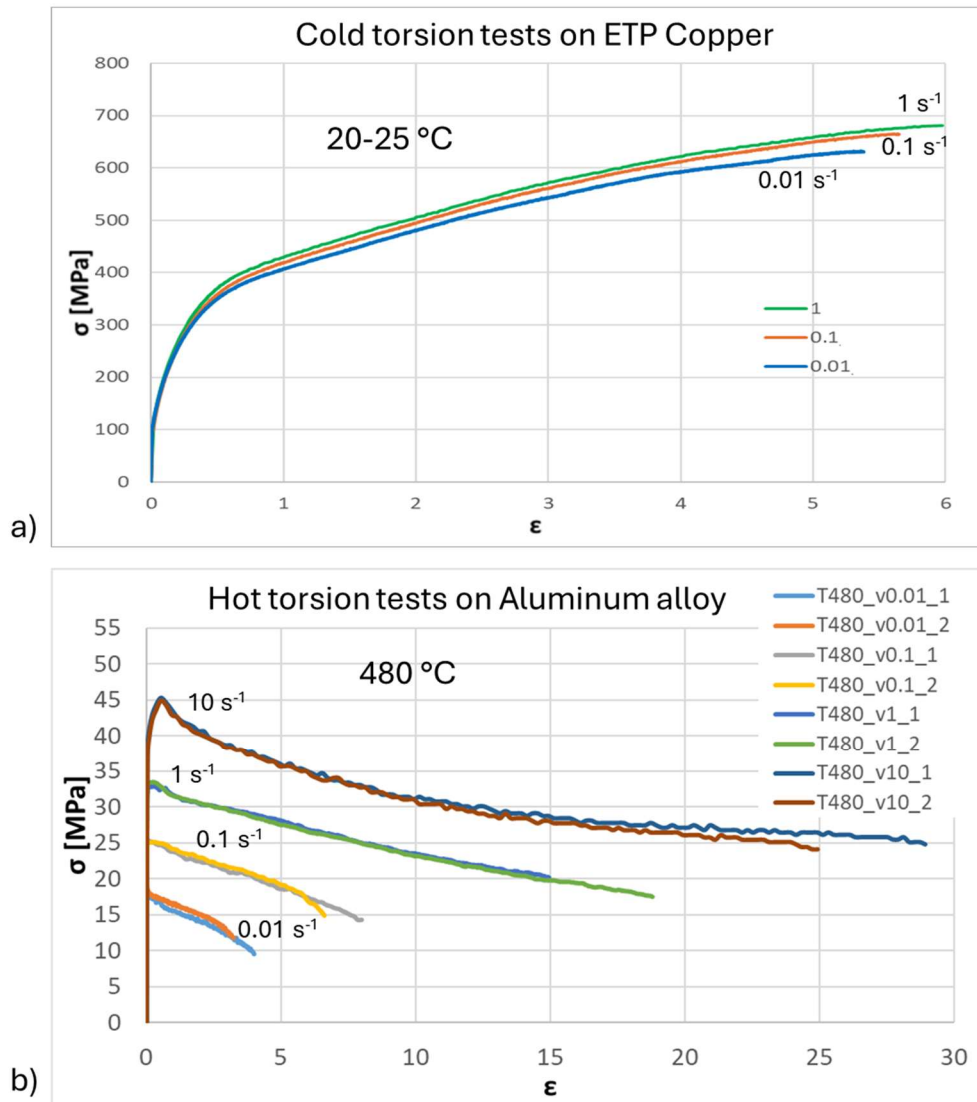 Cold torsion tests on ETP Copper
800
700
600
500
400
300
200
100
0
σ [MPa]
20-25 °C
1 s⁻¹
0.1 s⁻¹
0.01 s⁻¹
1
0.1
0.01
0 1 2 3 4 5 6
ε
a)
Hot torsion tests on Aluminum alloy
480 °C
55
50
45
40
35
30
25
20
15
10
5
0
σ [MPa]
10 s⁻¹
1 s⁻¹
0.1 s⁻¹
0.01 s⁻¹
T480_v0.01_1
T480_v0.01_2
T480_v0.1_1
T480_v0.1_2
T480_v1_1
T480_v1_2
T480_v10_1
T480_v10_2
0 5 10 15 20 25 30
ε
b)